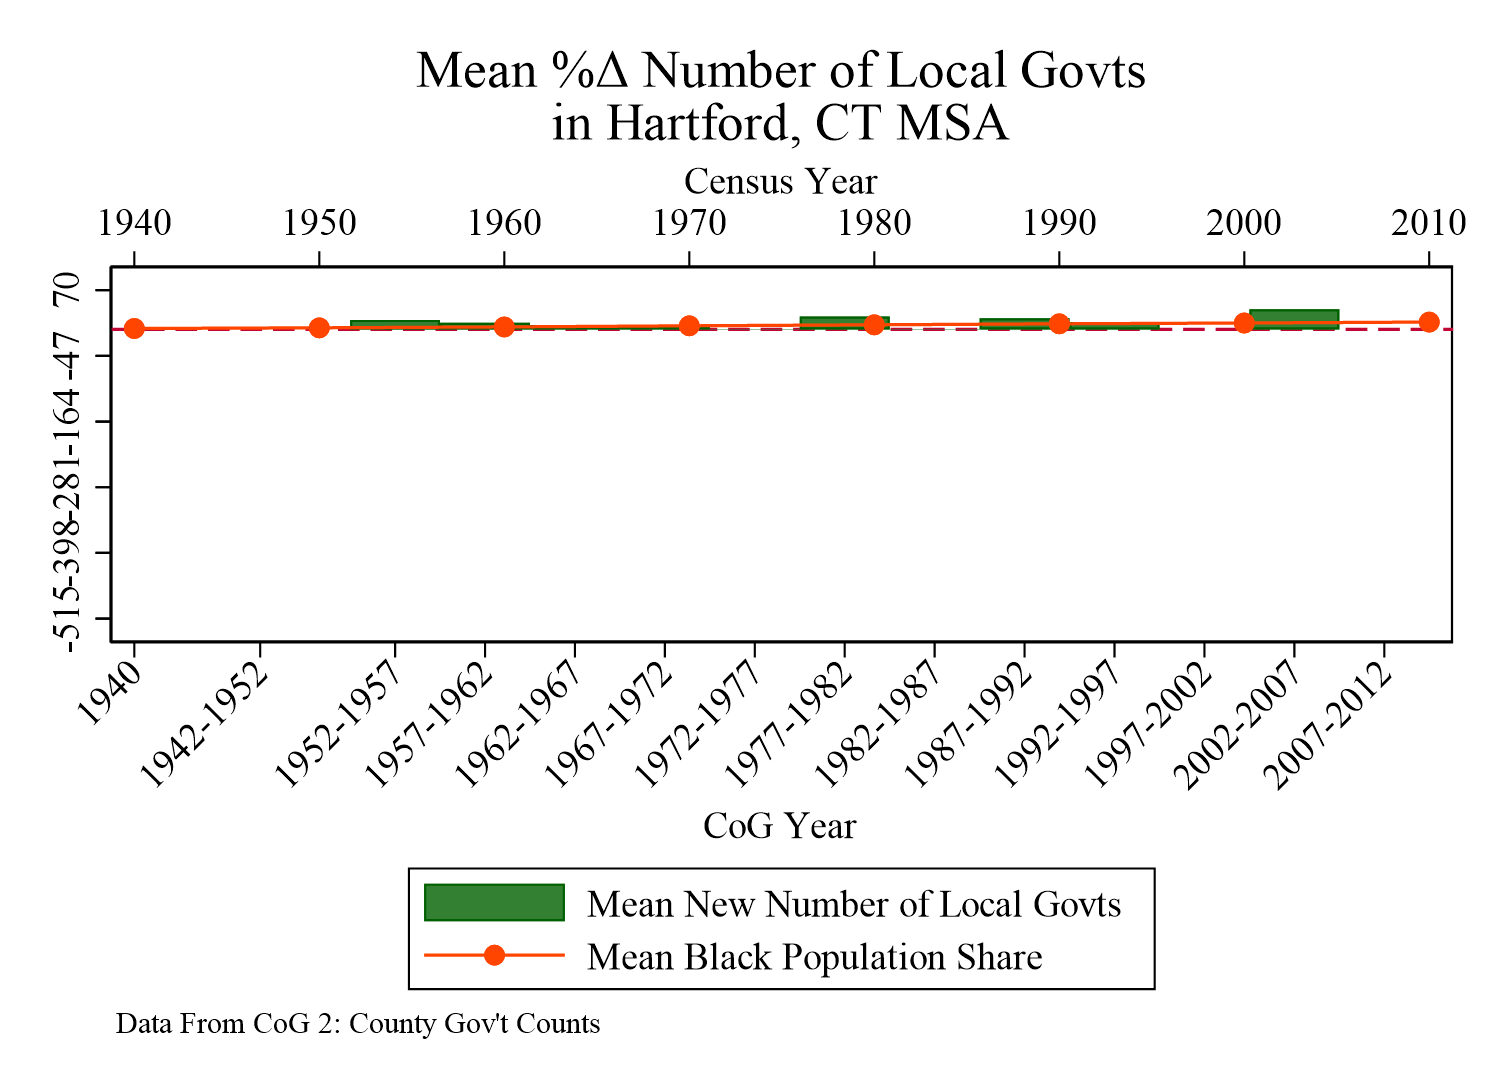 Mean %Δ Number of Local Govts
in Hartford, CT MSA
Census Year
1940 1950 1960 1970 1980 1990 2000 2010
70
-47
-164
-281
-398
-515
1940 1942-1952 1952-1957 1957-1962 1962-1967 1967-1972 1972-1977 1977-1982 1982-1987 1987-1992 1992-1997 1997-2002 2002-2007 2007-2012
CoG Year
Mean New Number of Local Govts
Mean Black Population Share
Data From CoG 2: County Gov't Counts